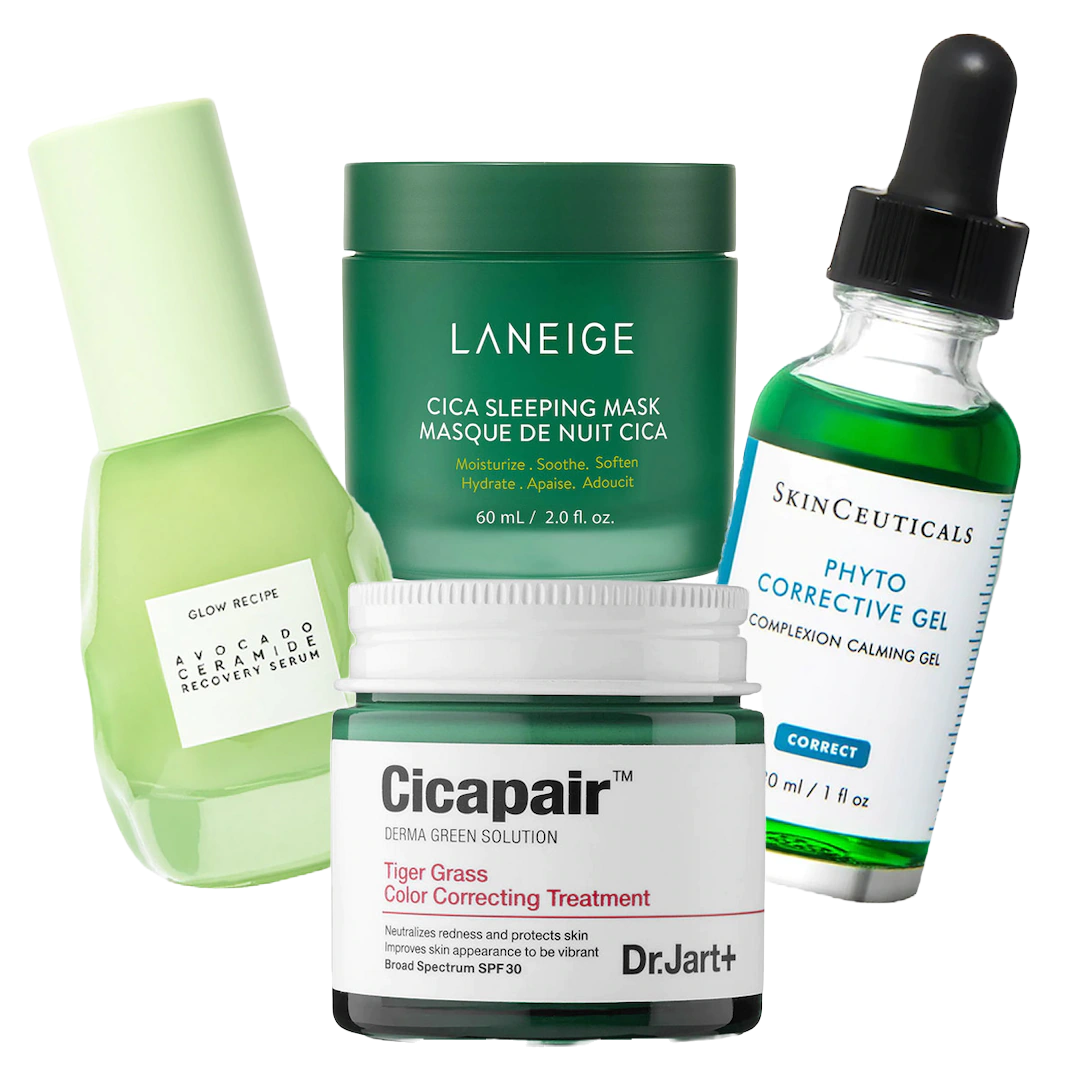 GLOW RECIPE
AVOCADO
CERAMIDE
RECOVERY SERUM
LANEIGE
CICA SLEEPING MASK
MASQUE DE NUIT CICA
Moisturize . Soothe. Soften
Hydrate . Apaise. Adoucit
60 mL / 2.0 fl. oz.
SKINCEUTICALS
PHYTO
CORRECTIVE GEL
COMPLEXION CALMING GEL
CORRECT
0 ml / 1 fl oz
Cicapair™
DERMA GREEN SOLUTION
Tiger Grass
Color Correcting Treatment
Neutralizes redness and protects skin
Improves skin appearance to be vibrant
Broad Spectrum SPF 30
Dr.Jart+